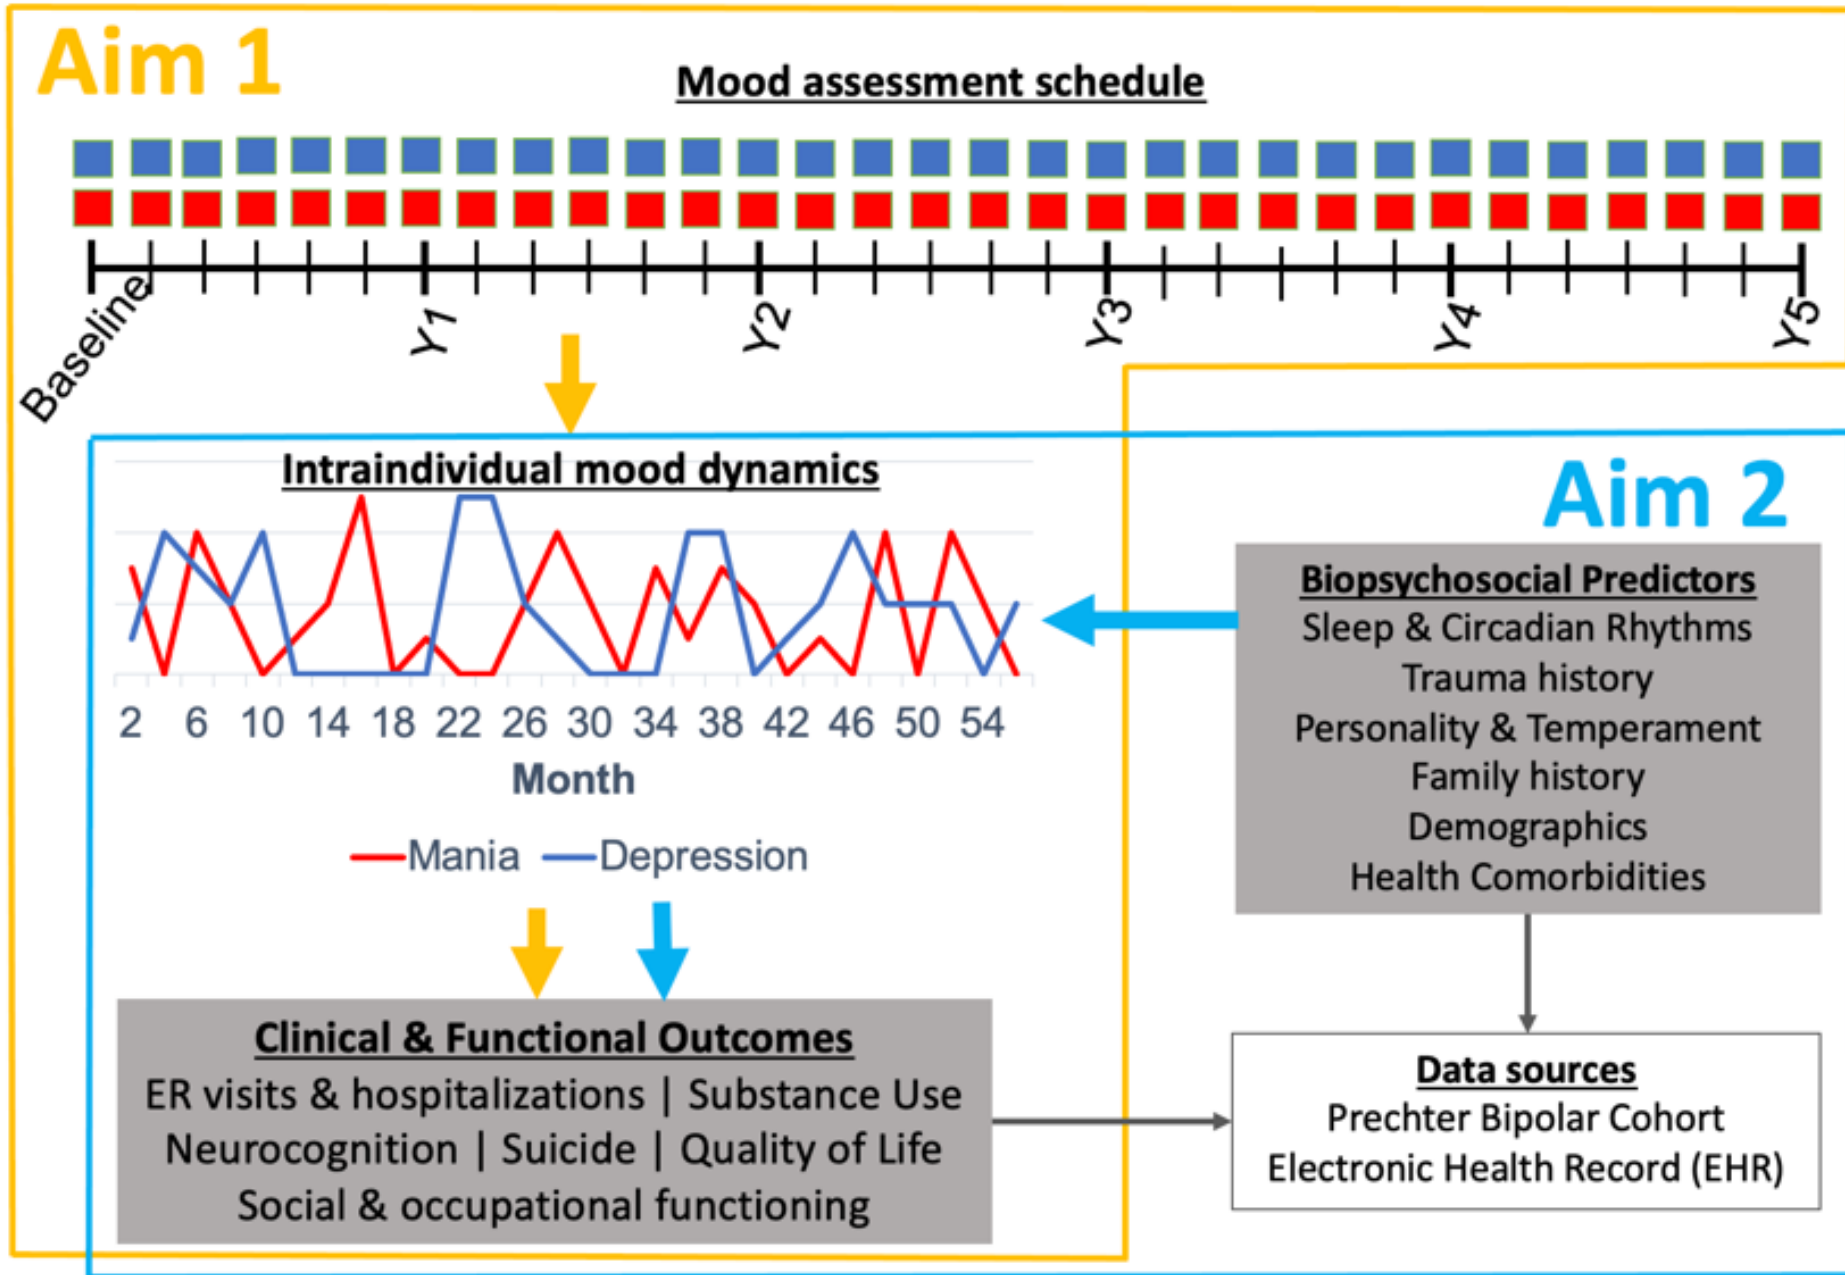 Aim 1
Mood assessment schedule
Baseline
Y1
Y2
Y3
Y4
Y5
Intraindividual mood dynamics
2 6 10 14 18 22 26 30 34 38 42 46 50 54
Month
Mania Depression
Aim 2
Biopsychosocial Predictors
Sleep & Circadian Rhythms
Trauma history
Personality & Temperament
Family history
Demographics
Health Comorbidities
Clinical & Functional Outcomes
ER visits & hospitalizations | Substance Use
Neurocognition | Suicide | Quality of Life
Social & occupational functioning
Data sources
Prechter Bipolar Cohort
Electronic Health Record (EHR)